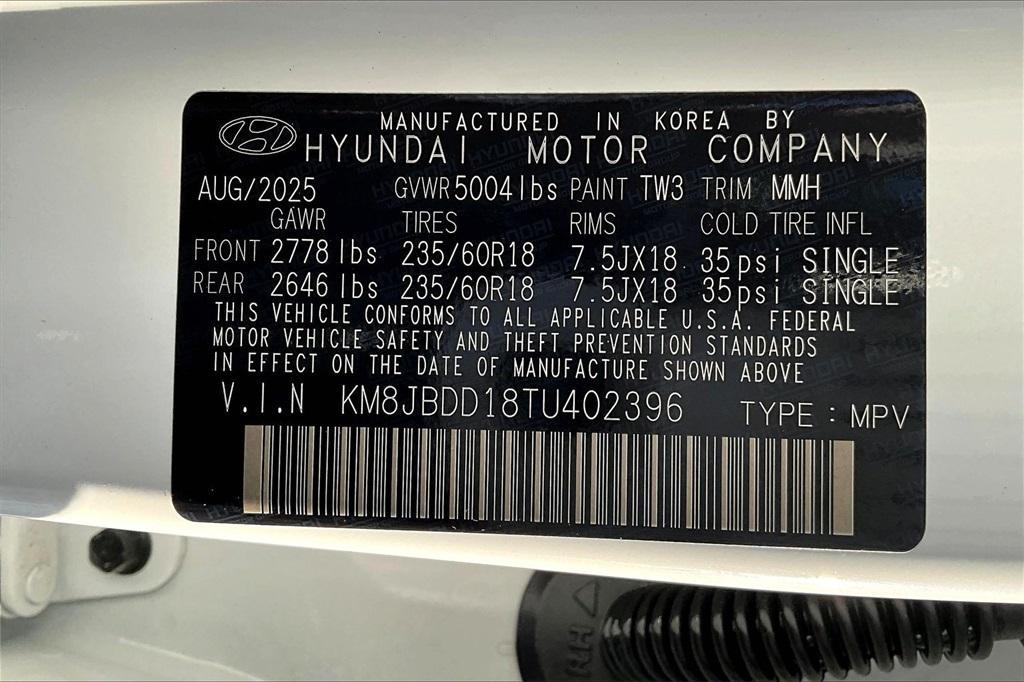 MANUFACTURED IN KOREA BY
HYUNDAI MOTOR COMPANY
AUG/2025 GVWR 5004lbs PAINT TW3 TRIM MMH
GAWR TIRES RIMS COLD TIRE INFL
FRONT 2778 lbs 235/60R18 7.5JX18 35psi SINGLE
REAR 2646 lbs 235/60R18 7.5JX18 35psi SINGLE
THIS VEHICLE CONFORMS TO ALL APPLICABLE U.S.A. FEDERAL
MOTOR VEHICLE SAFETY AND THEFT PREVENTION STANDARDS
IN EFFECT ON THE DATE OF MANUFACTURE SHOWN ABOVE
V.I.N KM8JBDD18TU402396 TYPE: MPV
RH